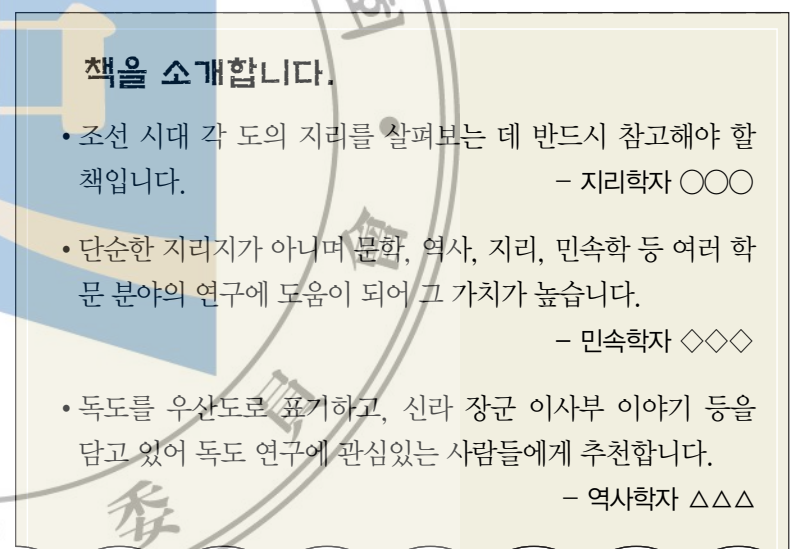 책을 소개합니다.
• 조선 시대 각 도의 지리를 살펴보는 데 반드시 참고해야 할
책입니다. - 지리학자 ○○○
• 단순한 지리지가 아니며 문학, 역사, 지리, 민속학 등 여러 학
문 분야의 연구에 도움이 되어 그 가치가 높습니다.
- 민속학자 ◇◇◇
• 독도를 우산도로 표기하고, 신라 장군 이사부 이야기 등을
담고 있어 독도 연구에 관심있는 사람들에게 추천합니다.
- 역사학자 △△△
會
員
委